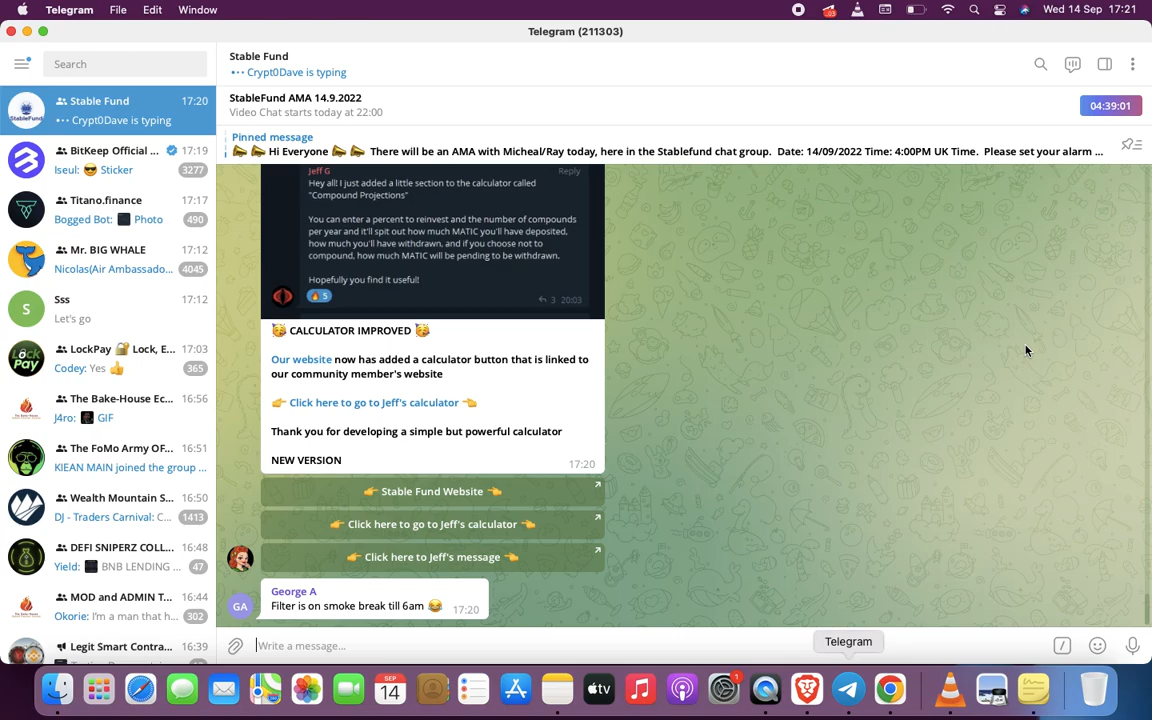 Telegram File Edit Window
Wed 14 Sep 17:21
Telegram (211303)
Search
Stable Fund 17:20
Crypt0Dave is typing
BitKeep Official ... 17:19
Iseul: 😎 Sticker 3277
Titano.finance 17:17
Bogged Bot: Photo 490
Mr. BIG WHALE 17:12
Nicolas(Air Ambassado... 4045
S
Sss 17:12
Let's go
LockPay 🔐 Lock, E... 17:03
Codey: Yes 👍 365
The Bake-House Ec... 16:56
J4ro: GIF
The FoMo Army OF... 16:51
KIEAN MAIN joined the group ...
Wealth Mountain S... 16:50
DJ - Traders Carnival: C... 1413
DEFI SNIPERZ COLL... 16:48
Yield: BNB LENDING ... 47
MOD and ADMIN T... 16:44
Okorie: I'm a man that h... 302
Legit Smart Contra... 16:39
Stable Fund
Crypt0Dave is typing
StableFund AMA 14.9.2022
Video Chat starts today at 22:00
04:39:01
Pinned message
📣 📣 Hi Everyone 📣 📣 There will be an AMA with Micheal/Ray today, here in the Stablefund chat group. Date: 14/09/2022 Time: 4:00PM UK Time. Please set your alarm ...
Jeff G Reply
Hey all! I just added a little section to the calculator called
"Compound Projections"
You can enter a percent to reinvest and the number of compounds
per year and it'll spit out how much MATIC you'll have deposited,
how much you'll have withdrawn, and if you choose not to
compound, how much MATIC will be pending to be withdrawn.
Hopefully you find it useful!
🔥 5
3 20:03
🥳 CALCULATOR IMPROVED 🥳
Our website now has added a calculator button that is linked to
our community member's website
👉 Click here to go to Jeff's calculator 👈
Thank you for developing a simple but powerful calculator
NEW VERSION
17:20
👉 Stable Fund Website 👈
👉 Click here to go to Jeff's calculator 👈
👉 Click here to Jeff's message 👈
GA
George A
Filter is on smoke break till 6am 😂 17:20
Write a message...
Telegram
SEP
14
tv
1